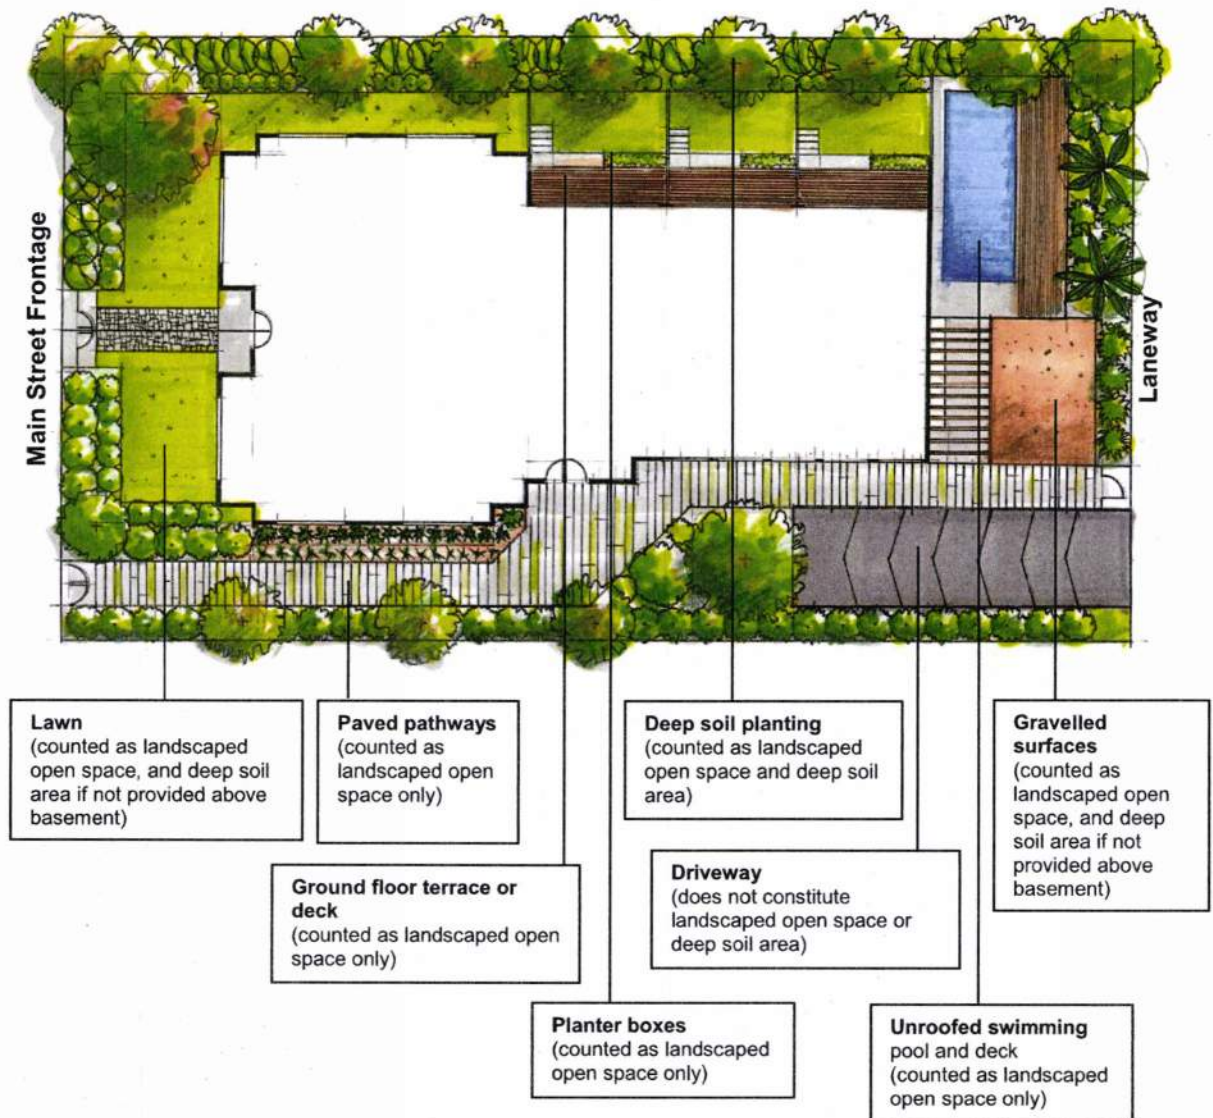 Main Street Frontage
Laneway
Lawn
(counted as landscaped
open space, and deep soil
area if not provided above
basement)
Paved pathways
(counted as
landscaped open
space only)
Deep soil planting
(counted as landscaped
open space and deep soil
area)
Gravelled
surfaces
(counted as
landscaped open
space, and deep
soil area if not
provided above
basement)
Ground floor terrace or
deck
(counted as landscaped open
space only)
Driveway
(does not constitute
landscaped open space or
deep soil area)
Planter boxes
(counted as landscaped
open space only)
Unroofed swimming
pool and deck
(counted as landscaped
open space only)